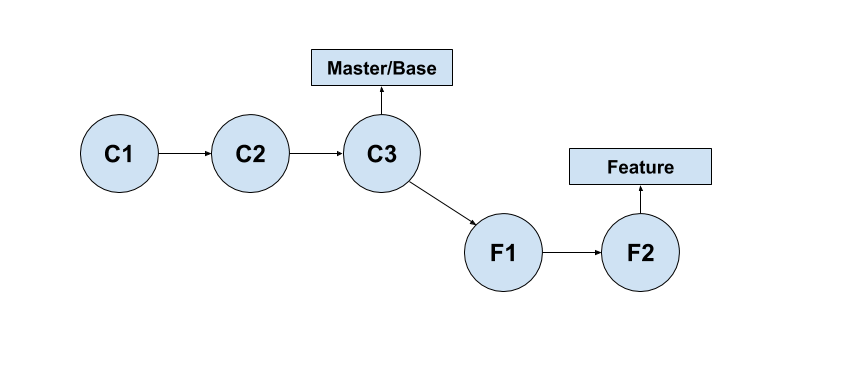 Master/Base
C1
C2
C3
Feature
F1
F2